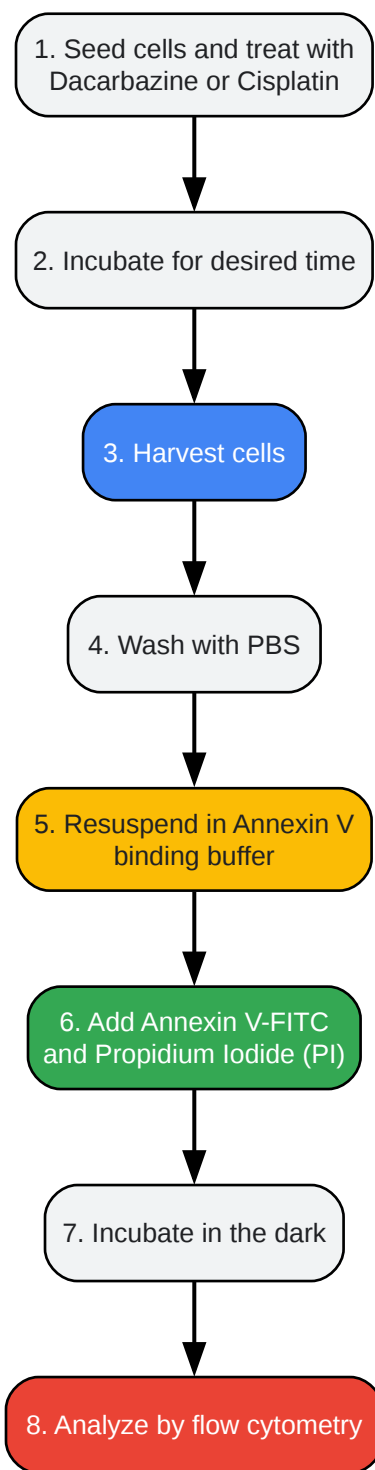 1. Seed cells and treat with
Dacarbazine or Cisplatin
2. Incubate for desired time
3. Harvest cells
4. Wash with PBS
5. Resuspend in Annexin V
binding buffer
6. Add Annexin V-FITC
and Propidium Iodide (PI)
7. Incubate in the dark
8. Analyze by flow cytometry